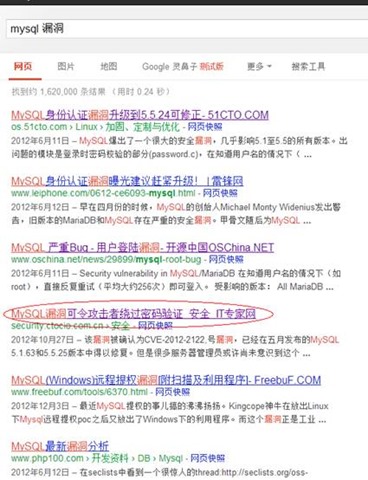 mysql 漏洞
网页 图片 地图 Google 灵鼻子 测试版 更多 搜索工具
找到约 1,620,000 条结果 （用时 0.24 秒）
MySQL身份认证漏洞升级到5.5.24可修正- 51CTO.COM
os.51cto.com › Linux › 加固、定制与优化 - 网页快照
2012年6月11日 – MySQL爆出了一个很大的安全漏洞，几乎影响5.1至5.5的所有版本。出
问题的模块是登录时密码校验的部分(password.c)，在知道用户名的情况下（ ...
MySQL身份认证漏洞曝光建议赶紧升级！ | 雷锋网
www.leiphone.com/0612-ce6093-mysql.html - 网页快照
2012年6月12日 – 早在四月份的时候，MySQL的创始人Michael Monty Widenius发出警
告，旧版本的MariaDB和MySQL存在严重的安全漏洞。甲骨文随后为MySQL ...
MySQL 严重Bug - 用户登陆漏洞- 开源中国OSChina.NET
www.oschina.net/news/29899/mysql-root-bug - 网页快照
2012年6月11日 – Security vulnerability in MySQL/MariaDB 在知道用户名的情况下（如
root），直接反复重试（平均大约256次）即可登入。 受影响的版本： All MariaDB ...
MySQL漏洞可令攻击者绕过密码验证_安全_IT专家网
security.ctocio.com.cn › 安全 - 网页快照
2012年10月27日 – 该漏洞被确认为CVE-2012-2122.号漏洞，已经在五月发布的MySQL
5.1.63和5.5.25版本中得以修复。但是很多服务器管理员或许尚未意识到这个 ...
MySQL(Windows)远程提权漏洞[附扫描及利用程序]- FreebuF.COM
www.freebuf.com/tools/6370.html - 网页快照
2012年12月3日 – 最近MySQL提权的事儿搞的沸沸扬扬。Kingcope神牛在放出Linux
下Mysql远程提权poc之后又放出了Windows下的利用程序。而这个漏洞正是工业 ...
MySQL最新漏洞分析
www.php100.com › 开发资料 › DB › Mysql - 网页快照
2012年6月12日 – 在seclists中看到一个很惊人的thread:http://seclists.org/oss-